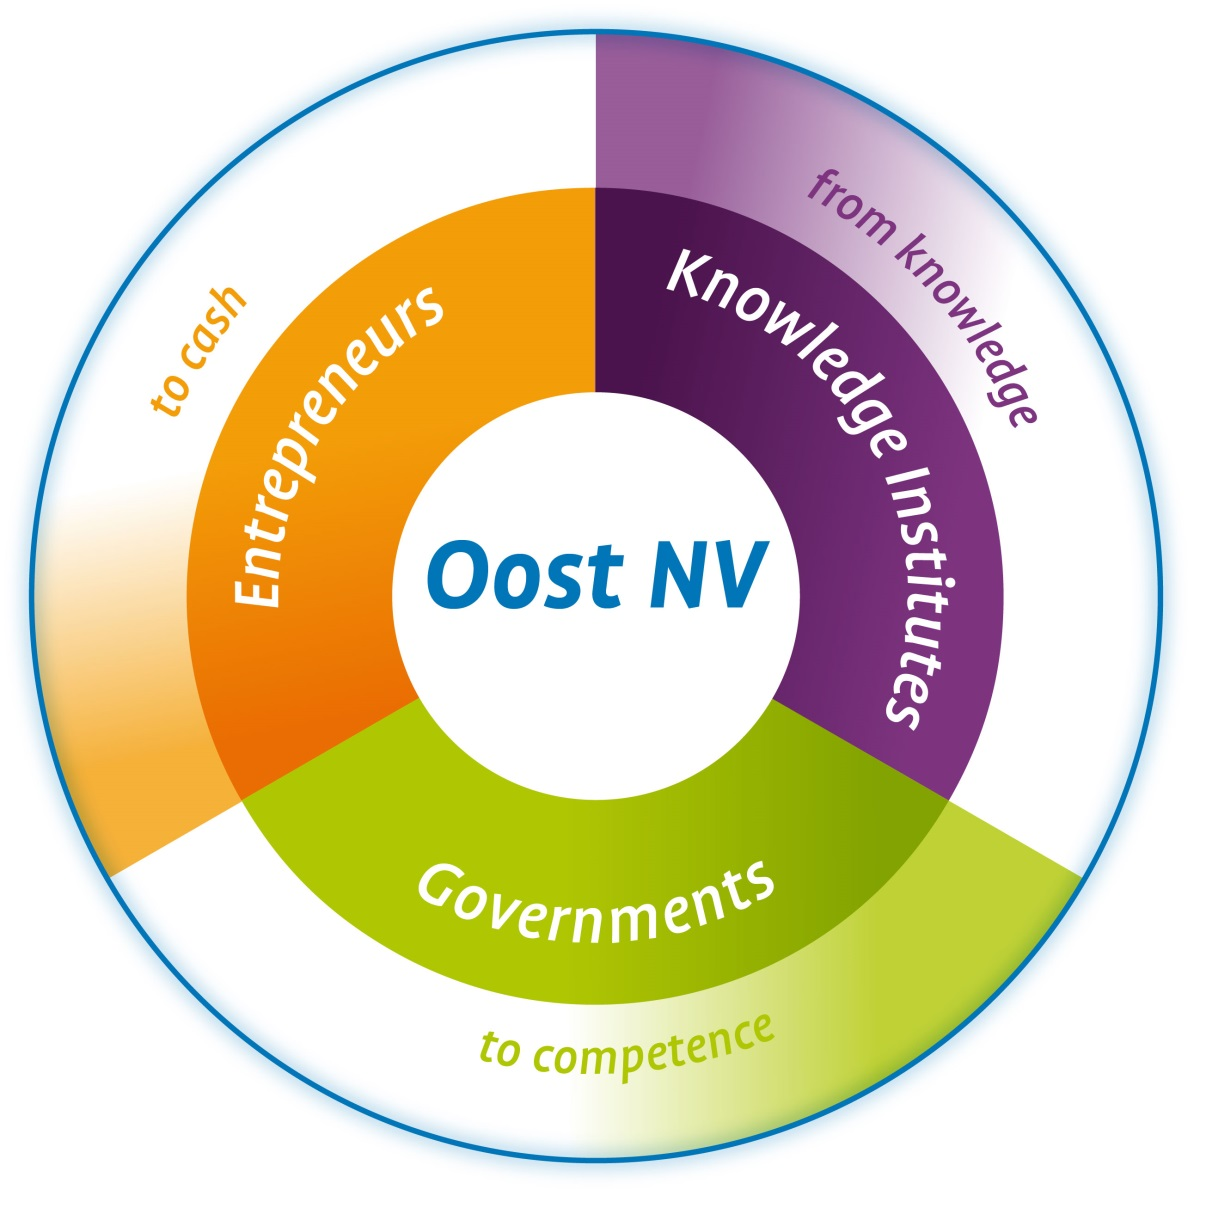 Oost NV
Knowledge Institutes
from knowledge
Governments
to competence
Entrepreneurs
to cash